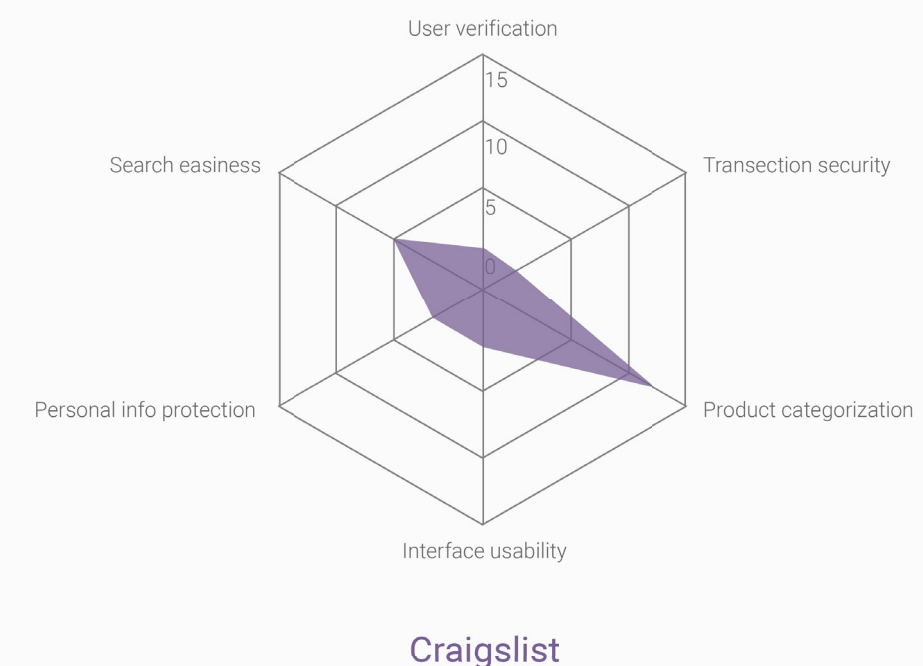 User verification
15
10
5
0
Search easiness
Transection security
Personal info protection
Product categorization
Interface usability
Craigslist